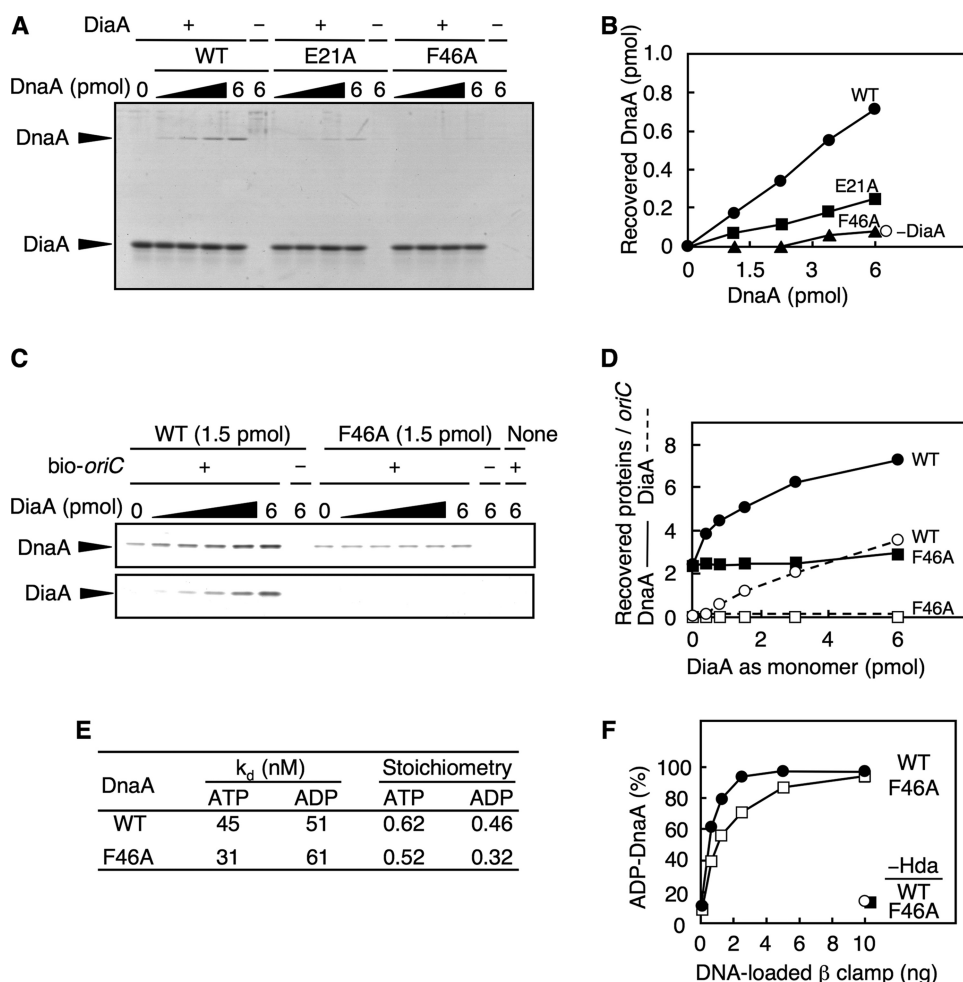 A
DiaA + − + − + −
WT E21A F46A
DnaA (pmol) 0 6 6 6 6 6 6
DnaA
DiaA
B
Recovered DnaA (pmol)
1.0
0.8
0.6
0.4
0.2
0
WT
E21A
F46A
−DiaA
0 1.5 3 6
DnaA (pmol)
C
WT (1.5 pmol) F46A (1.5 pmol) None
bio-oriC + − + − +
DiaA (pmol) 0 6 6 0 6 6 6
DnaA
DiaA
D
Recovered proteins / oriC
DnaA DiaA
8
6
4
2
0
WT
WT
F46A
F46A
0 2 4 6
DiaA as monomer (pmol)
E
DnaA kd (nM) Stoichiometry
ATP ADP ATP ADP
WT 45 51 0.62 0.46
F46A 31 61 0.52 0.32
F
ADP-DnaA (%)
100
80
60
40
20
0
WT
F46A
−Hda
WT
F46A
0 2 4 6 8 10
DNA-loaded β clamp (ng)